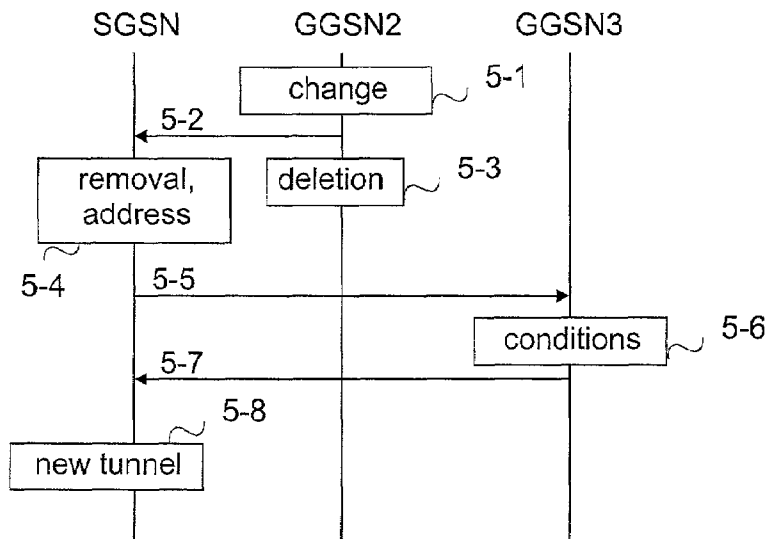 SGSN GGSN2 GGSN3
change 5-1
5-2
removal,
address
deletion 5-3
5-4
5-5
conditions 5-6
5-7
5-8
new tunnel